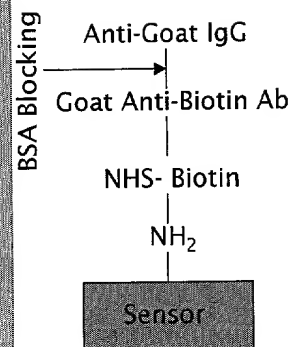 Anti-Goat IgG
BSA Blocking
Goat Anti-Biotin Ab
NHS- Biotin
NH₂
Sensor